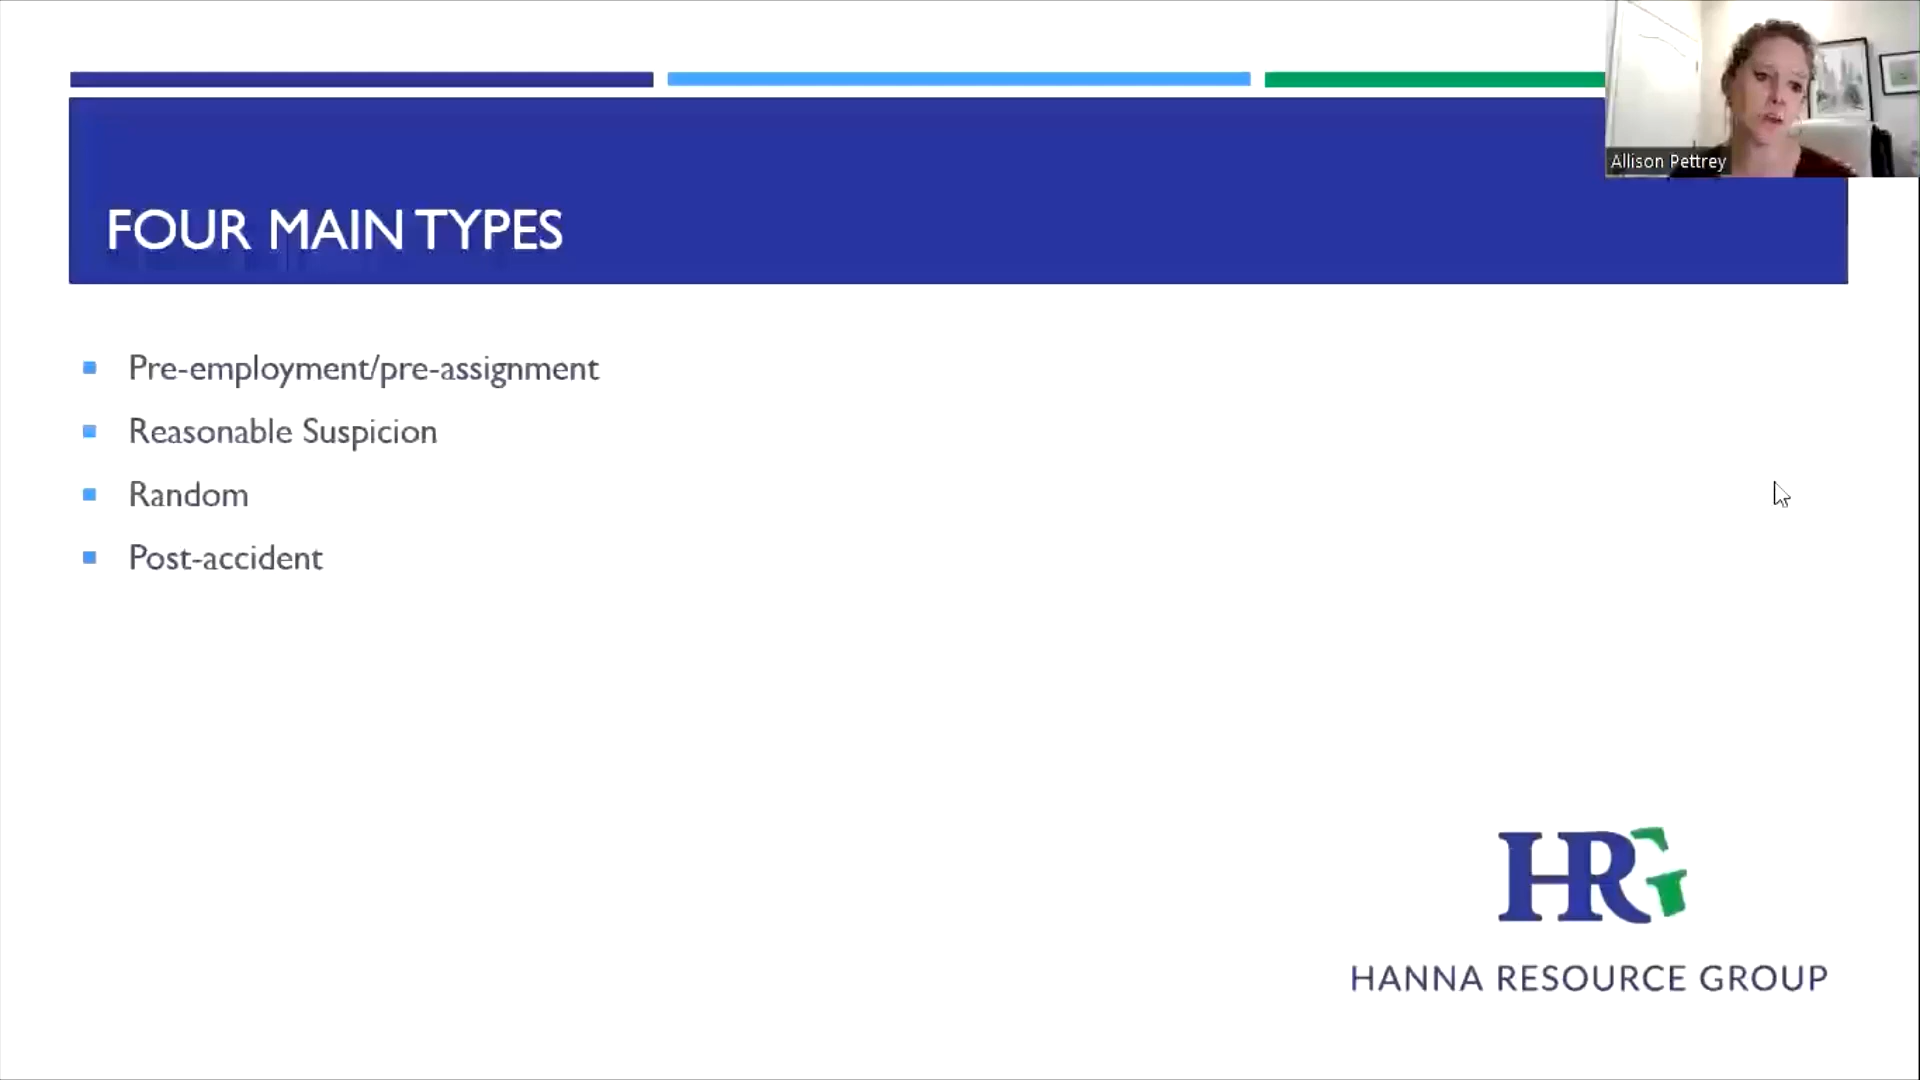 Allison Pettrey
FOUR MAIN TYPES
Pre-employment/pre-assignment
Reasonable Suspicion
Random
Post-accident
HRG
HANNA RESOURCE GROUP